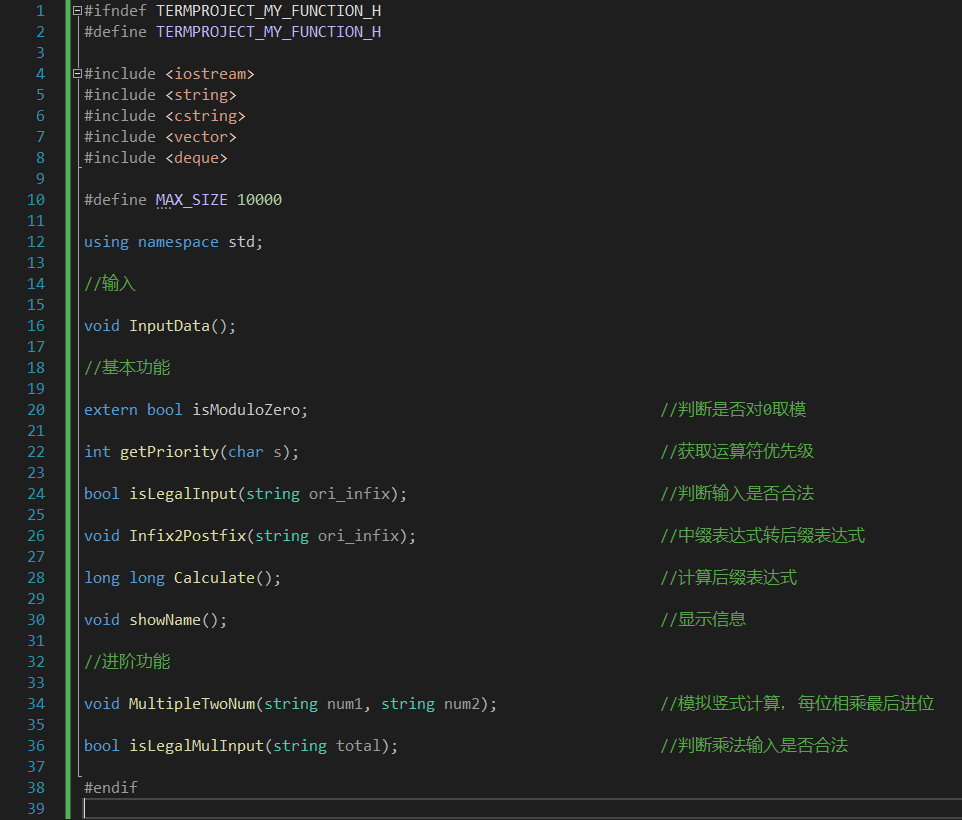 1 #ifndef TERMPROJECT_MY_FUNCTION_H
2 #define TERMPROJECT_MY_FUNCTION_H
3
4 #include <iostream>
5 #include <string>
6 #include <cstring>
7 #include <vector>
8 #include <deque>
9
10 #define MAX_SIZE 10000
11
12 using namespace std;
13
14 //输入
15
16 void InputData();
17
18 //基本功能
19
20 extern bool isModuloZero; //判断是否对0取模
21
22 int getPriority(char s); //获取运算符优先级
23
24 bool isLegalInput(string ori_infix); //判断输入是否合法
25
26 void Infix2Postfix(string ori_infix); //中缀表达式转后缀表达式
27
28 long long Calculate(); //计算后缀表达式
29
30 void showName(); //显示信息
31
32 //进阶功能
33
34 void MultipleTwoNum(string num1, string num2); //模拟竖式计算，每位相乘最后进位
35
36 bool isLegalMulInput(string total); //判断乘法输入是否合法
37
38 #endif
39